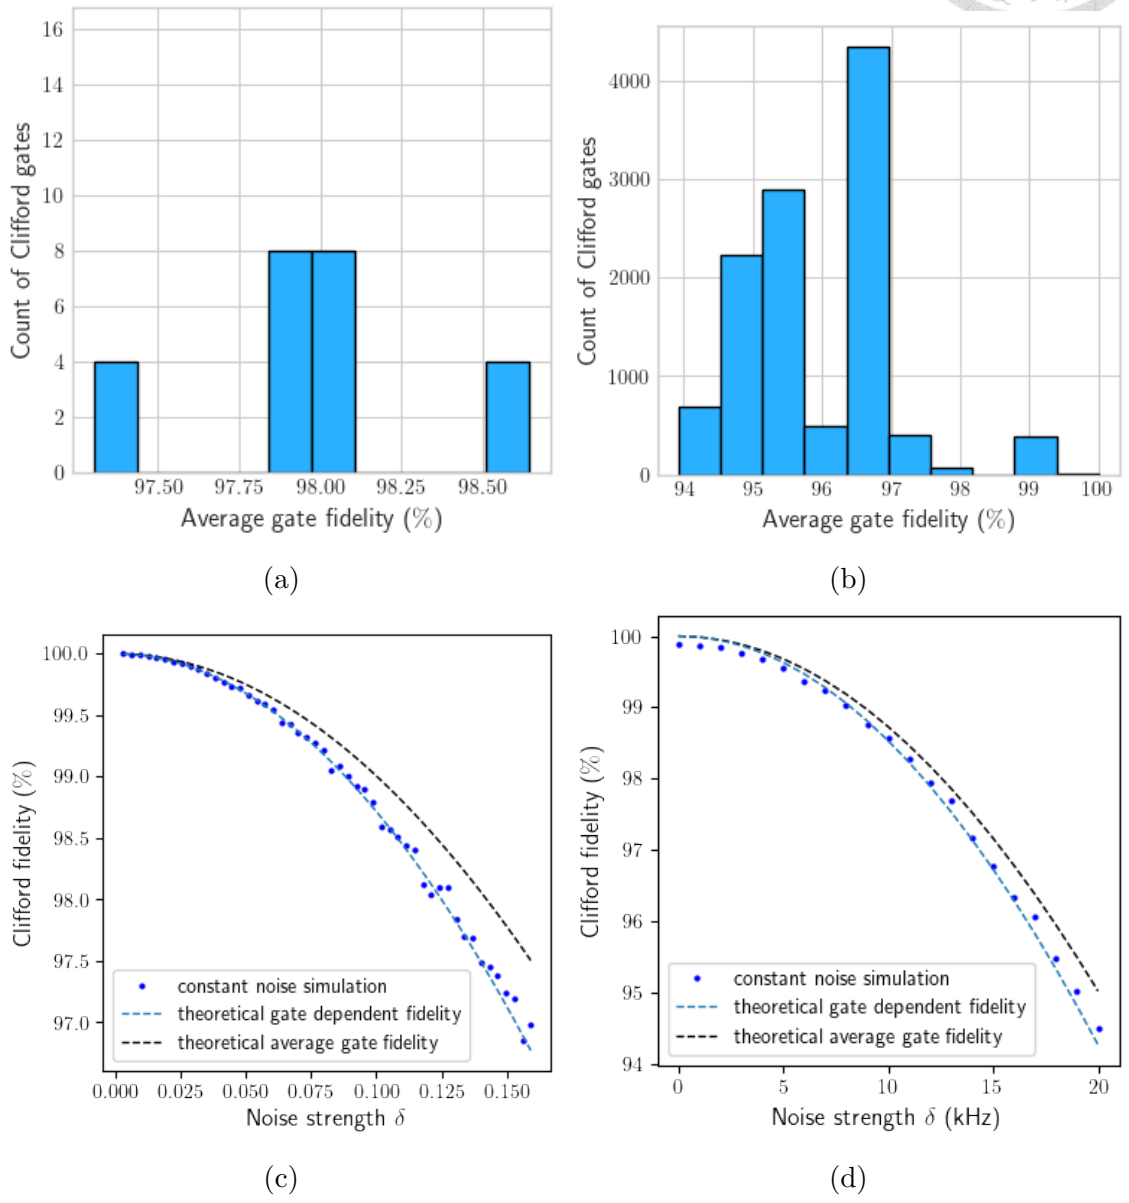 16
14
12
10
8
6
4
2
0
Count of Clifford gates
97.50 97.75 98.00 98.25 98.50
Average gate fidelity (%)
(a)
4000
3000
2000
1000
0
Count of Clifford gates
94 95 96 97 98 99 100
Average gate fidelity (%)
(b)
100.0
99.5
99.0
98.5
98.0
97.5
97.0
Clifford fidelity (%)
constant noise simulation
theoretical gate dependent fidelity
theoretical average gate fidelity
0.000 0.025 0.050 0.075 0.100 0.125 0.150
Noise strength δ
(c)
100
99
98
97
96
95
94
Clifford fidelity (%)
constant noise simulation
theoretical gate dependent fidelity
theoretical average gate fidelity
0 5 10 15 20
Noise strength δ (kHz)
(d)